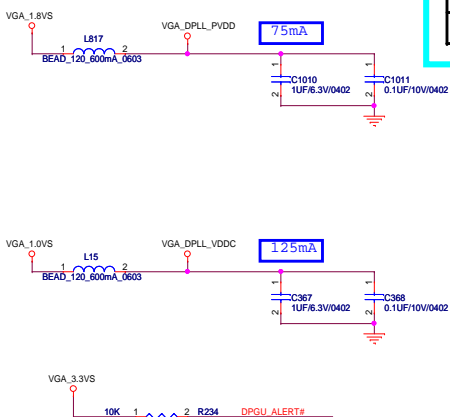 VGA_1.8VS
VGA_DPLL_PVDD
75mA
L817
1 2
BEAD_120_600mA_0603
1
2
C1010
1UF/6.3V/0402
1
2
C1011
0.1UF/10V/0402
VGA_1.0VS
VGA_DPLL_VDDC
125mA
L15
1 2
BEAD_120_600mA_0603
1
2
C367
1UF/6.3V/0402
1
2
C368
0.1UF/10V/0402
VGA_3.3VS
10K 1 2 R234 DPGU_ALERT#